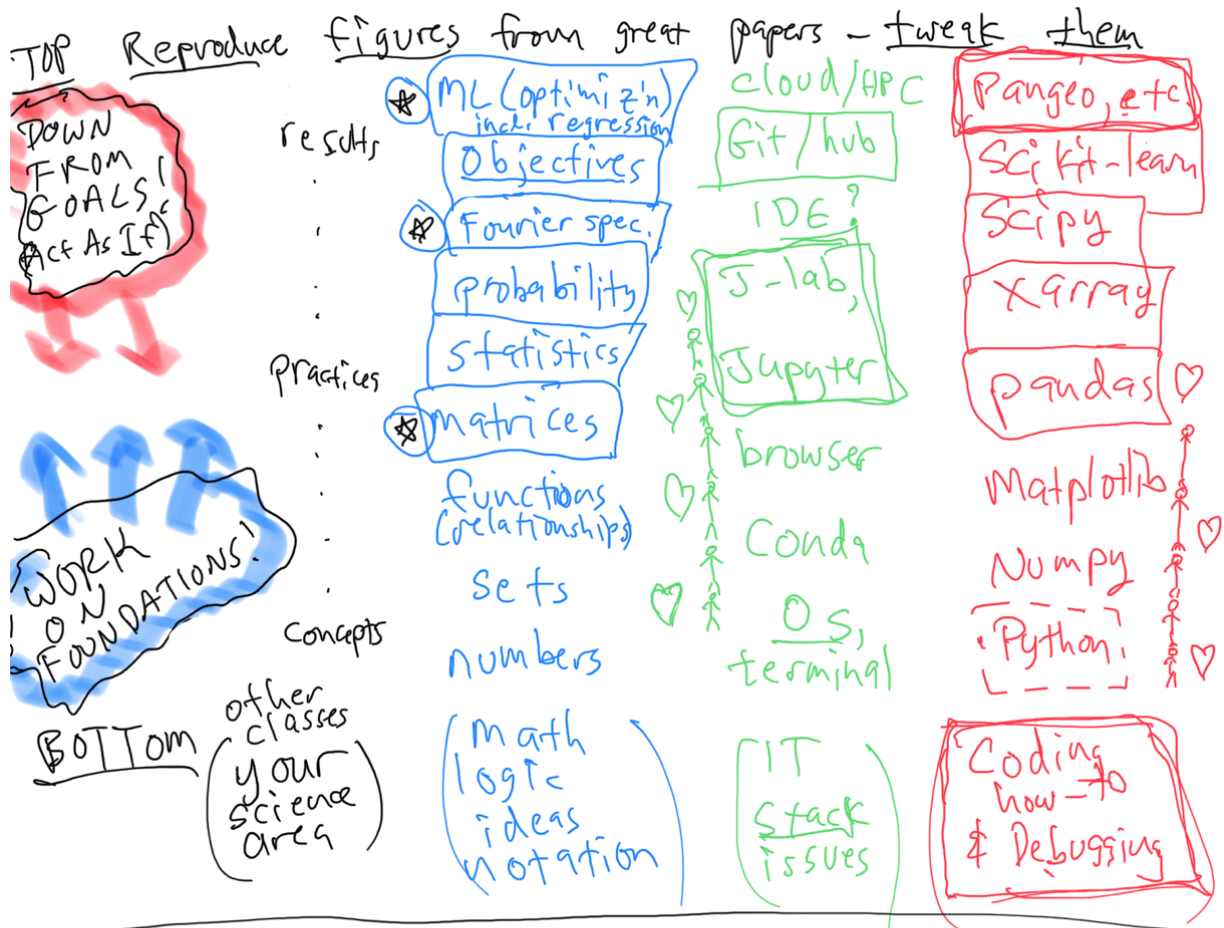 TOP Reproduce figures from great papers - tweak them
DOWN
FROM
GOALS!
(Act As If)
results
practices
concepts
WORK
ON
FOUNDATIONS!
BOTTOM
other
classes
your
science
area
ML (optimiz'n)
incl. regression
Objectives
Fourier spec.
probability
statistics
matrices
functions
(relationships)
sets
numbers
math
logic
ideas
notation
cloud/HPC
Git/hub
IDE?
J-lab,
Jupyter
browser
Conda
OS,
terminal
IT
stack
issues
Pangeo, etc.
Scikit-learn
Scipy
xarray
pandas
Matplotlib
Numpy
Python
Coding
how-to
& Debugging